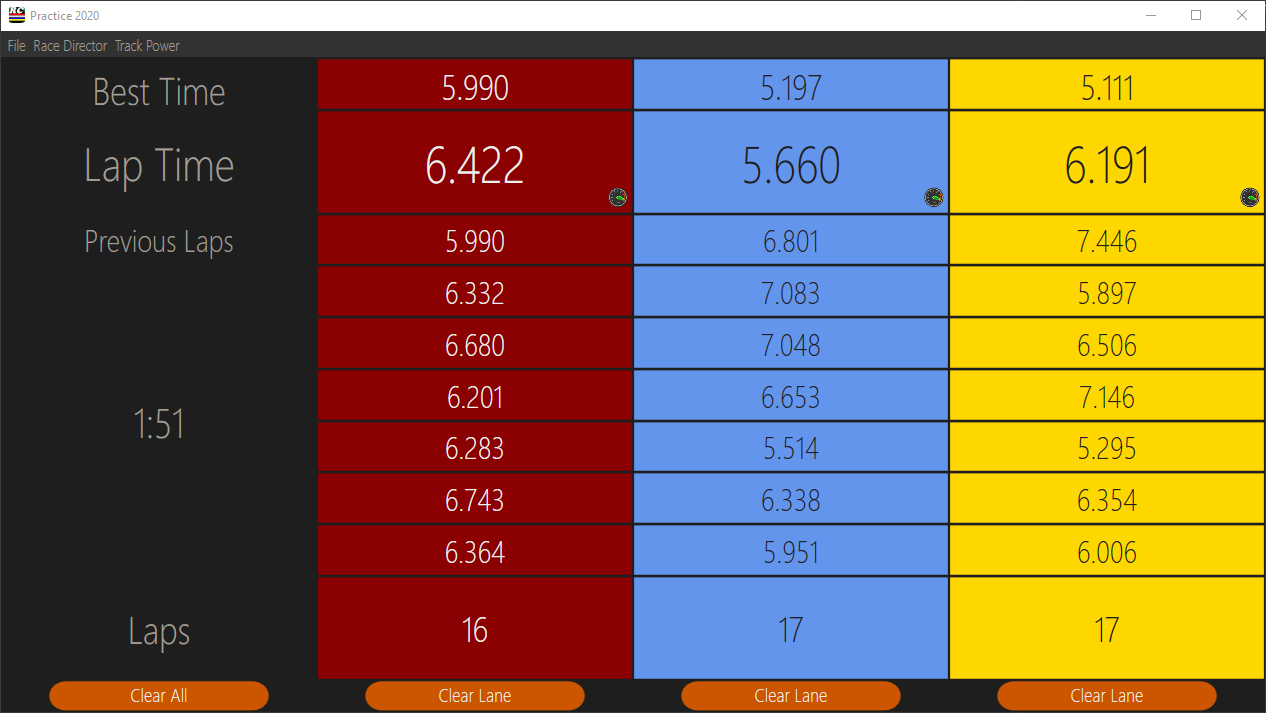 RC Practice 2020
File Race Director Track Power
Best Time 5.990 5.197 5.111
Lap Time 6.422 5.660 6.191
Previous Laps 5.990 6.801 7.446
6.332 7.083 5.897
6.680 7.048 6.506
1:51 6.201 6.653 7.146
6.283 5.514 5.295
6.743 6.338 6.354
6.364 5.951 6.006
Laps 16 17 17
Clear All Clear Lane Clear Lane Clear Lane